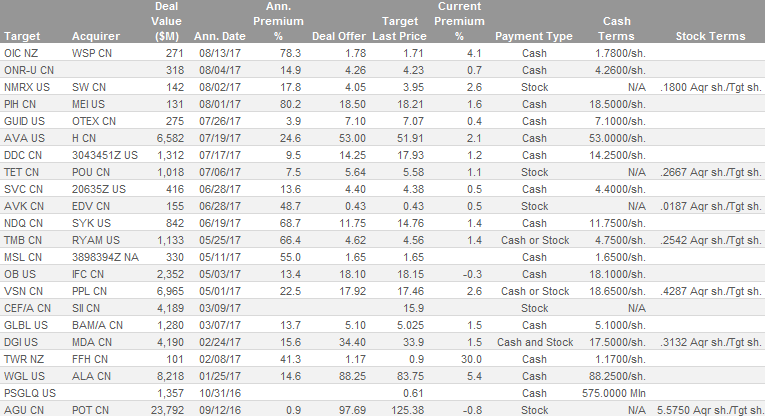 Deal Ann. Current
Value Premium Target Premium Cash
Target Acquirer ($M) Ann. Date % Deal Offer Last Price % Payment Type Terms Stock Terms
OIC NZ WSP CN 271 08/13/17 78.3 1.78 1.71 4.1 Cash 1.7800/sh.
ONR-U CN 318 08/04/17 14.9 4.26 4.23 0.7 Cash 4.2600/sh.
NMRX US SW CN 142 08/02/17 17.8 4.05 3.95 2.6 Stock N/A .1800 Aqr sh./Tgt sh.
PIH CN MEI US 131 08/01/17 80.2 18.50 18.21 1.6 Cash 18.5000/sh.
GUID US OTEX CN 275 07/26/17 3.9 7.10 7.07 0.4 Cash 7.1000/sh.
AVA US H CN 6,582 07/19/17 24.6 53.00 51.91 2.1 Cash 53.0000/sh.
DDC CN 3043451Z US 1,312 07/17/17 9.5 14.25 17.93 1.2 Cash 14.2500/sh.
TET CN POU CN 1,018 07/06/17 7.5 5.64 5.58 1.1 Stock N/A .2667 Aqr sh./Tgt sh.
SVC CN 20635Z US 416 06/28/17 13.6 4.40 4.38 0.5 Cash 4.4000/sh.
AVK CN EDV CN 155 06/28/17 48.7 0.43 0.43 0.5 Stock N/A .0187 Aqr sh./Tgt sh.
NDQ CN SYK US 842 06/19/17 68.7 11.75 14.76 1.4 Cash 11.7500/sh.
TMB CN RYAM US 1,133 05/25/17 66.4 4.62 4.56 1.4 Cash or Stock 4.7500/sh. .2542 Aqr sh./Tgt sh.
MSL CN 3898394Z NA 330 05/11/17 55.0 1.65 1.65 Cash 1.6500/sh.
OB US IFC CN 2,352 05/03/17 13.4 18.10 18.15 -0.3 Cash 18.1000/sh.
VSN CN PPL CN 6,965 05/01/17 22.5 17.92 17.46 2.6 Cash or Stock 18.6500/sh. .4287 Aqr sh./Tgt sh.
CEF/A CN SII CN 4,189 03/09/17 15.9 Stock N/A
GLBL US BAM/A CN 1,280 03/07/17 13.7 5.10 5.025 1.5 Cash 5.1000/sh.
DGI US MDA CN 4,190 02/24/17 15.6 34.40 33.9 1.5 Cash and Stock 17.5000/sh. .3132 Aqr sh./Tgt sh.
TWR NZ FFH CN 101 02/08/17 41.3 1.17 0.9 30.0 Cash 1.1700/sh.
WGL US ALA CN 8,218 01/25/17 14.6 88.25 83.75 5.4 Cash 88.2500/sh.
PSGLQ US 1,357 10/31/16 0.61 Cash 575.0000 Mln
AGU CN POT CN 23,792 09/12/16 0.9 97.69 125.38 -0.8 Stock N/A 5.5750 Aqr sh./Tgt sh.